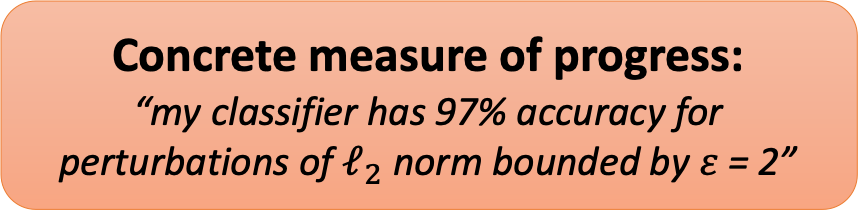 Concrete measure of progress:
“my classifier has 97% accuracy for
perturbations of ℓ₂ norm bounded by ε = 2”